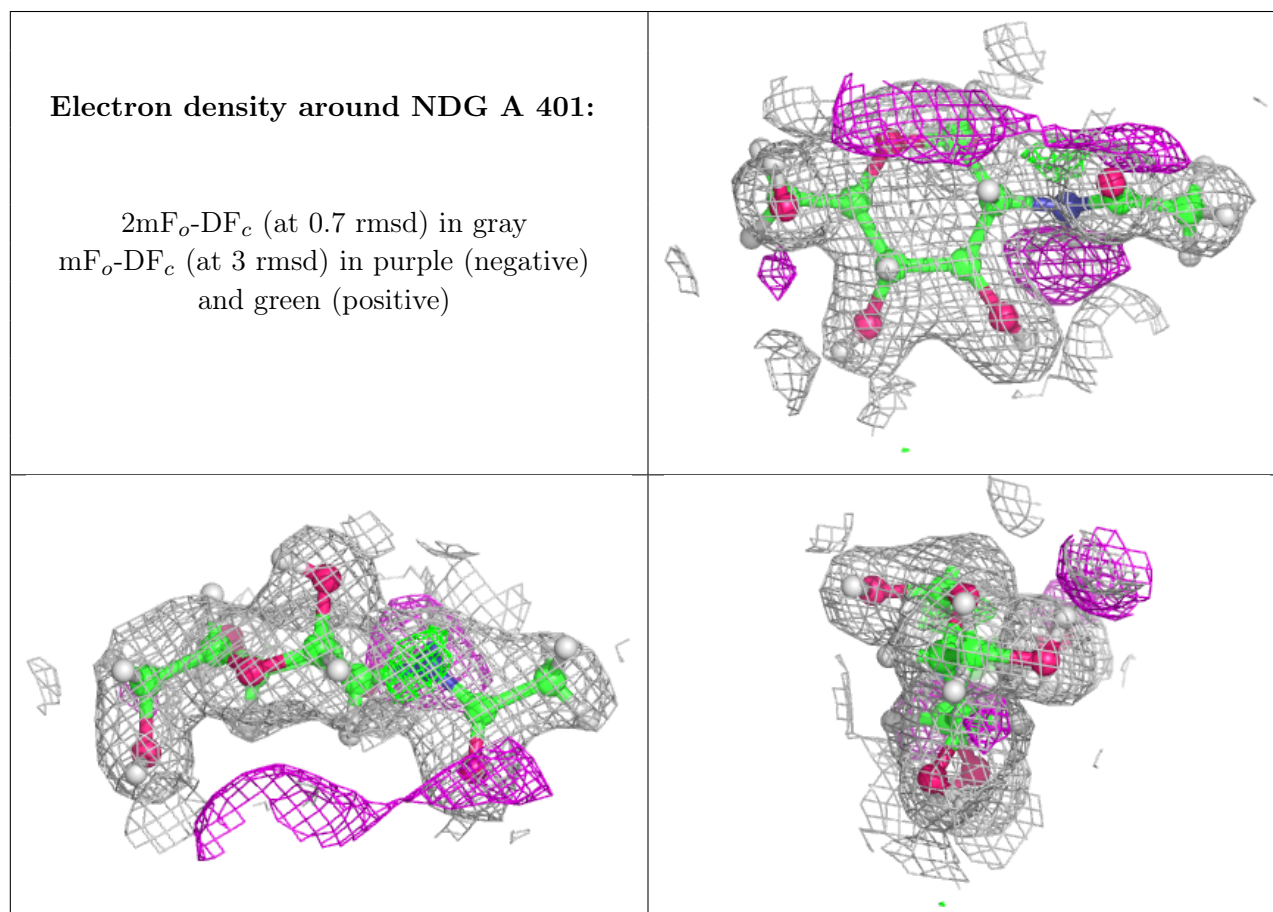 Electron density around NDG A 401:
2mFo-DFc (at 0.7 rmsd) in gray
mFo-DFc (at 3 rmsd) in purple (negative)
and green (positive)